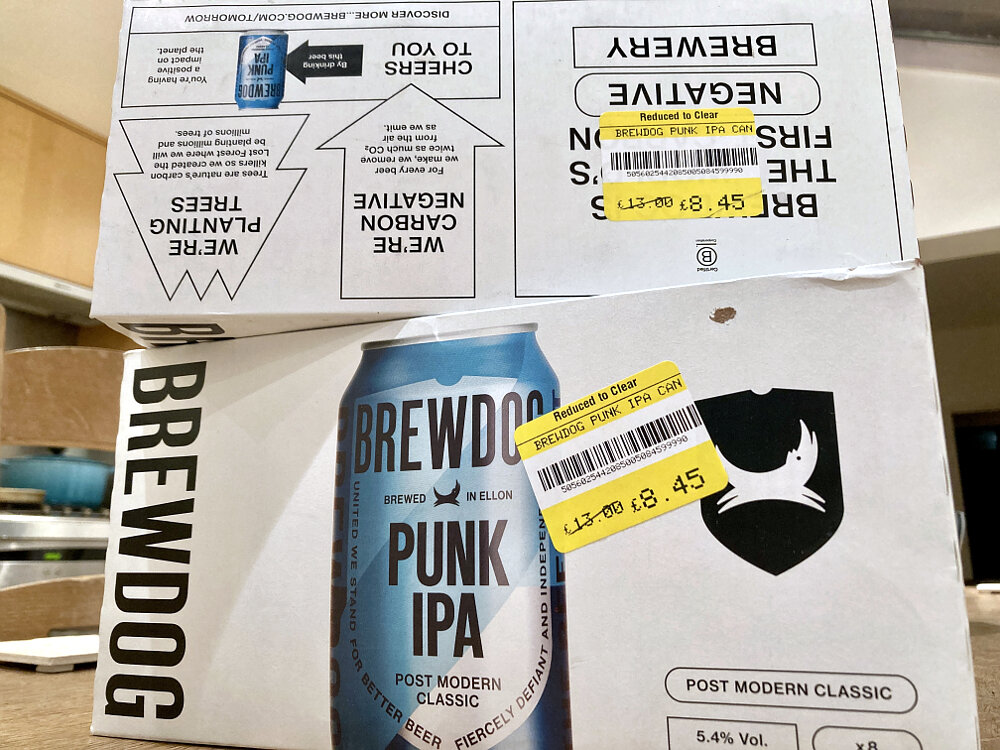 DISCOVER MORE...BREWDOG.COM/TOMORROW
CHEERS
TO YOU
By drinking
this beer
BREWDOG
PUNK
IPA
You're having
a positive
impact on
the planet.
WE'RE
CARBON
NEGATIVE
For every beer
we make, we remove
twice as much CO₂
from the air
as we emit.
WE'RE
PLANTING
TREES
Trees are nature's carbon
killers so we created the
Lost Forest where we will
be planting millions and
millions of trees.
Certified
B
Corporation
THE
NEGATIVE
BREWERY
Reduced to Clear
BREWDOG PUNK IPA CAN
5056025442085005084599990
£13.00 £8.45
BREWDOG
BREWDOG
BREWED IN ELLON
PUNK
IPA
POST MODERN
CLASSIC
UNITED WE STAND FOR BETTER BEER
FIERCELY DEFIANT AND INDEPEN
Reduced to Clear
BREWDOG PUNK IPA CAN
5056025442085005084599990
£13.00 £8.45
POST MODERN CLASSIC
5.4% Vol.
x8